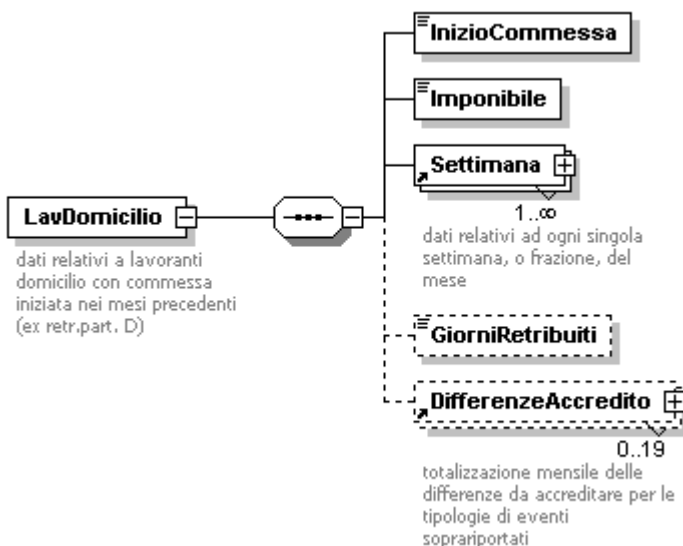 InizioCommessa
Imponibile
Settimana
1..∞
dati relativi ad ogni singola
settimana, o frazione, del
mese
LavDomicilio
dati relativi a lavoranti
domicilio con commessa
iniziata nei mesi precedenti
(ex retr.part. D)
GiorniRetribuiti
DifferenzeAccredito
0..19
totalizzazione mensile delle
differenze da accreditare per le
tipologie di eventi
soprariportati